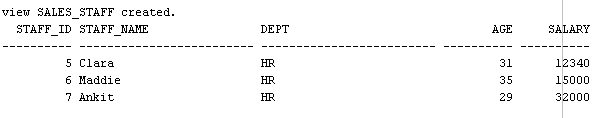 view SALES_STAFF created.
STAFF_ID STAFF_NAME DEPT AGE SALARY
---------- ------------------------- ------------------------- ---------- ----------
5 Clara HR 31 12340
6 Maddie HR 35 15000
7 Ankit HR 29 32000